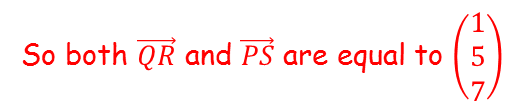 So both $\overrightarrow{QR}$ and $\overrightarrow{PS}$ are equal to $\begin{pmatrix} 1 \\ 5 \\ 7 \end{pmatrix}$